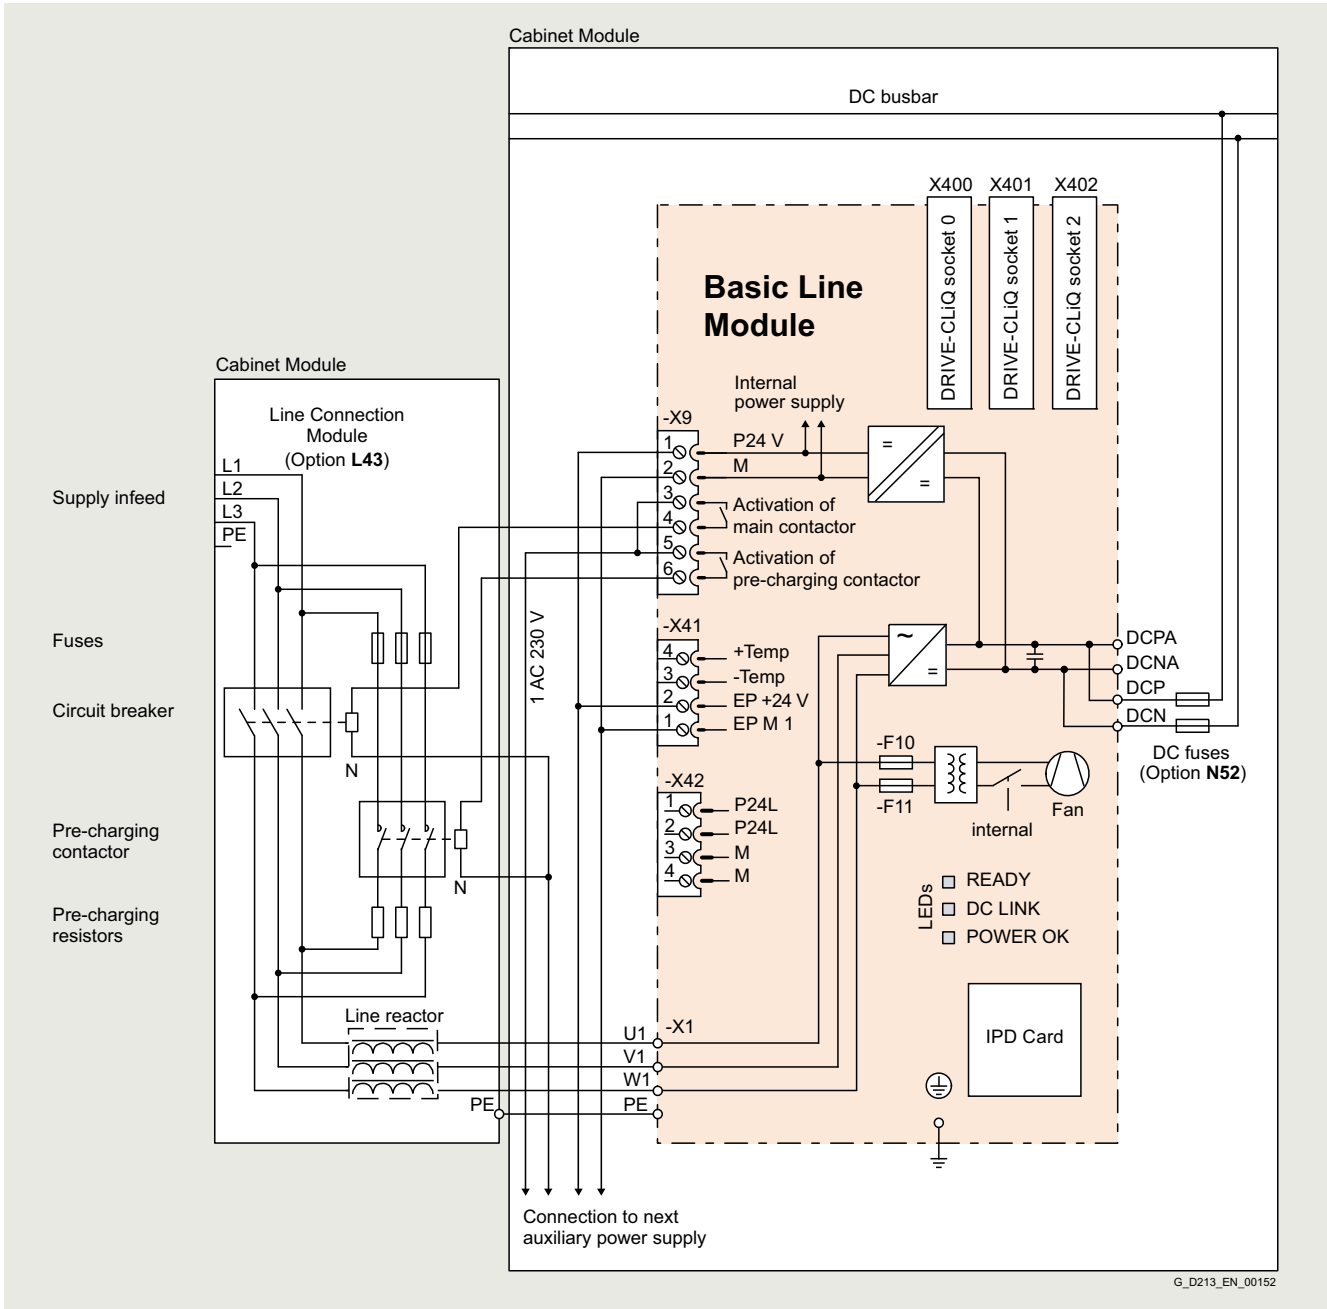 Cabinet Module
DC busbar
X400 X401 X402
DRIVE-CLiQ socket 0
DRIVE-CLiQ socket 1
DRIVE-CLiQ socket 2
Basic Line
Module
Cabinet Module
Line Connection
Module
(Option L43)
L1
L2
L3
PE
Supply infeed
Fuses
Circuit breaker
N
Pre-charging
contactor
N
Pre-charging
resistors
Line reactor
PE
Internal
power supply
-X9
1 P24 V
2 M
3
4
5
6
Activation of
main contactor
Activation of
pre-charging contactor
=
=
1 AC 230 V
-X41
4 +Temp
3 -Temp
2 EP +24 V
1 EP M 1
~
=
DCPA
DCNA
DCP
DCN
DC fuses
(Option N52)
-F10
-F11
internal
Fan
-X42
1 P24L
2 P24L
3 M
4 M
LEDs
READY
DC LINK
POWER OK
IPD Card
U1 -X1
V1
W1
PE
Connection to next
auxiliary power supply
G_D213_EN_00152